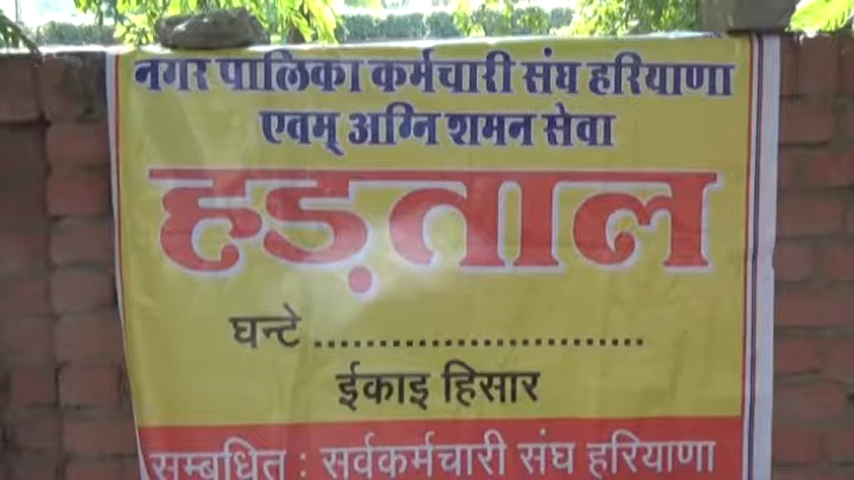 नगर पालिका कर्मचारी संघ हरियाणा
एवम् अग्नि शमन सेवा
हड़ताल
घन्टे ..............................
ईकाइ हिसार
सम्बधित : सर्वकर्मचारी संघ हरियाणा